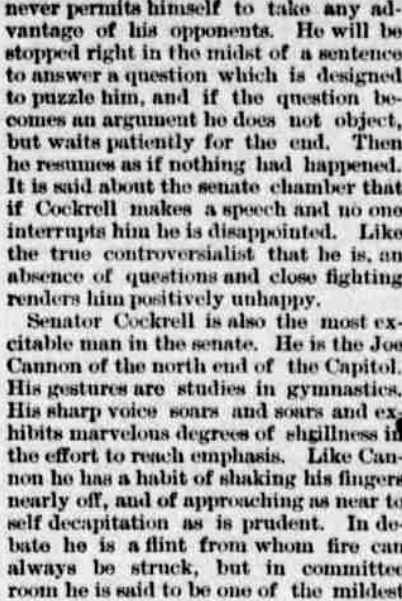 never permits himself to take any ad-
vantage of his opponents. He will be
stopped right in the midst of a sentence
to answer a question which is designed
to puzzle him, and if the question be-
comes an argument he does not object,
but waits patiently for the end. Then
he resumes as if nothing had happened.
It is said about the senate chamber that
if Cockrell makes a speech and no one
interrupts him he is disappointed. Like
the true controversialist that he is, an
absence of questions and close fighting
renders him positively unhappy.
Senator Cockrell is also the most ex-
citable man in the senate. He is the Joe
Cannon of the north end of the Capitol.
His gestures are studies in gymnastics.
His sharp voice soars and soars and ex-
hibits marvelous degrees of shrillness in
the effort to reach emphasis. Like Can-
non he has a habit of shaking his fingers
nearly off, and of approaching as near to
self decapitation as is prudent. In de-
bate he is a flint from whom fire can
always be struck, but in committee
room he is said to be one of the mildest